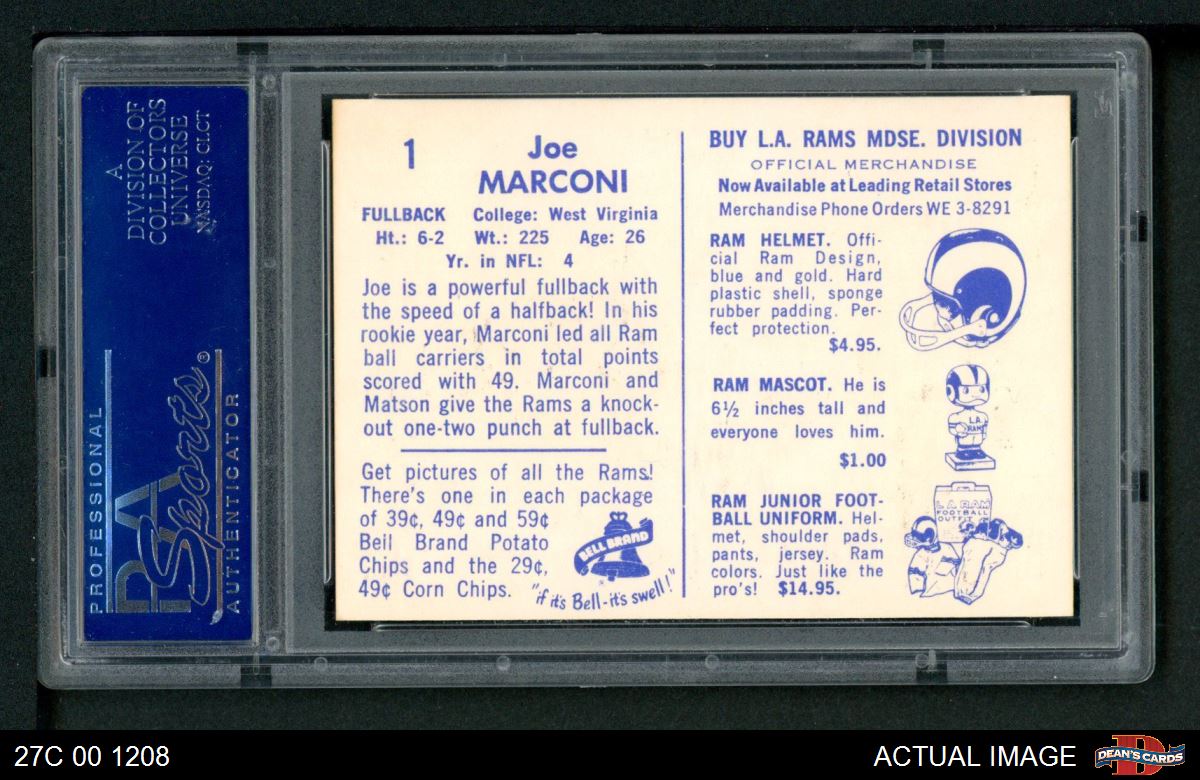 A
DIVISION OF
COLLECTORS
UNIVERSE
NASDAQ: CLCT
PROFESSIONAL
PSA
Sports®
AUTHENTICATOR
1
Joe
MARCONI
FULLBACK College: West Virginia
Ht.: 6-2 Wt.: 225 Age: 26
Yr. in NFL: 4
Joe is a powerful fullback with
the speed of a halfback! In his
rookie year, Marconi led all Ram
ball carriers in total points
scored with 49. Marconi and
Matson give the Rams a knock-
out one-two punch at fullback.
Get pictures of all the Rams!
There's one in each package
of 39¢, 49¢ and 59¢
Bell Brand Potato
Chips and the 29¢,
49¢ Corn Chips.
BELL BRAND
"if it's Bell-it's swell!"
BUY L.A. RAMS MDSE. DIVISION
OFFICIAL MERCHANDISE
Now Available at Leading Retail Stores
Merchandise Phone Orders WE 3-8291
RAM HELMET. Offi-
cial Ram Design,
blue and gold. Hard
plastic shell, sponge
rubber padding. Per-
fect protection.
$4.95.
RAM MASCOT. He is
6½ inches tall and
everyone loves him.
$1.00
L.A.
RAMS
RAM JUNIOR FOOT-
BALL UNIFORM. Hel-
met, shoulder pads,
pants, jersey. Ram
colors. Just like the
pro's! $14.95.
L.A. RAM
FOOTBALL
OUTFIT
27C 00 1208
ACTUAL IMAGE
DEAN'S CARDS